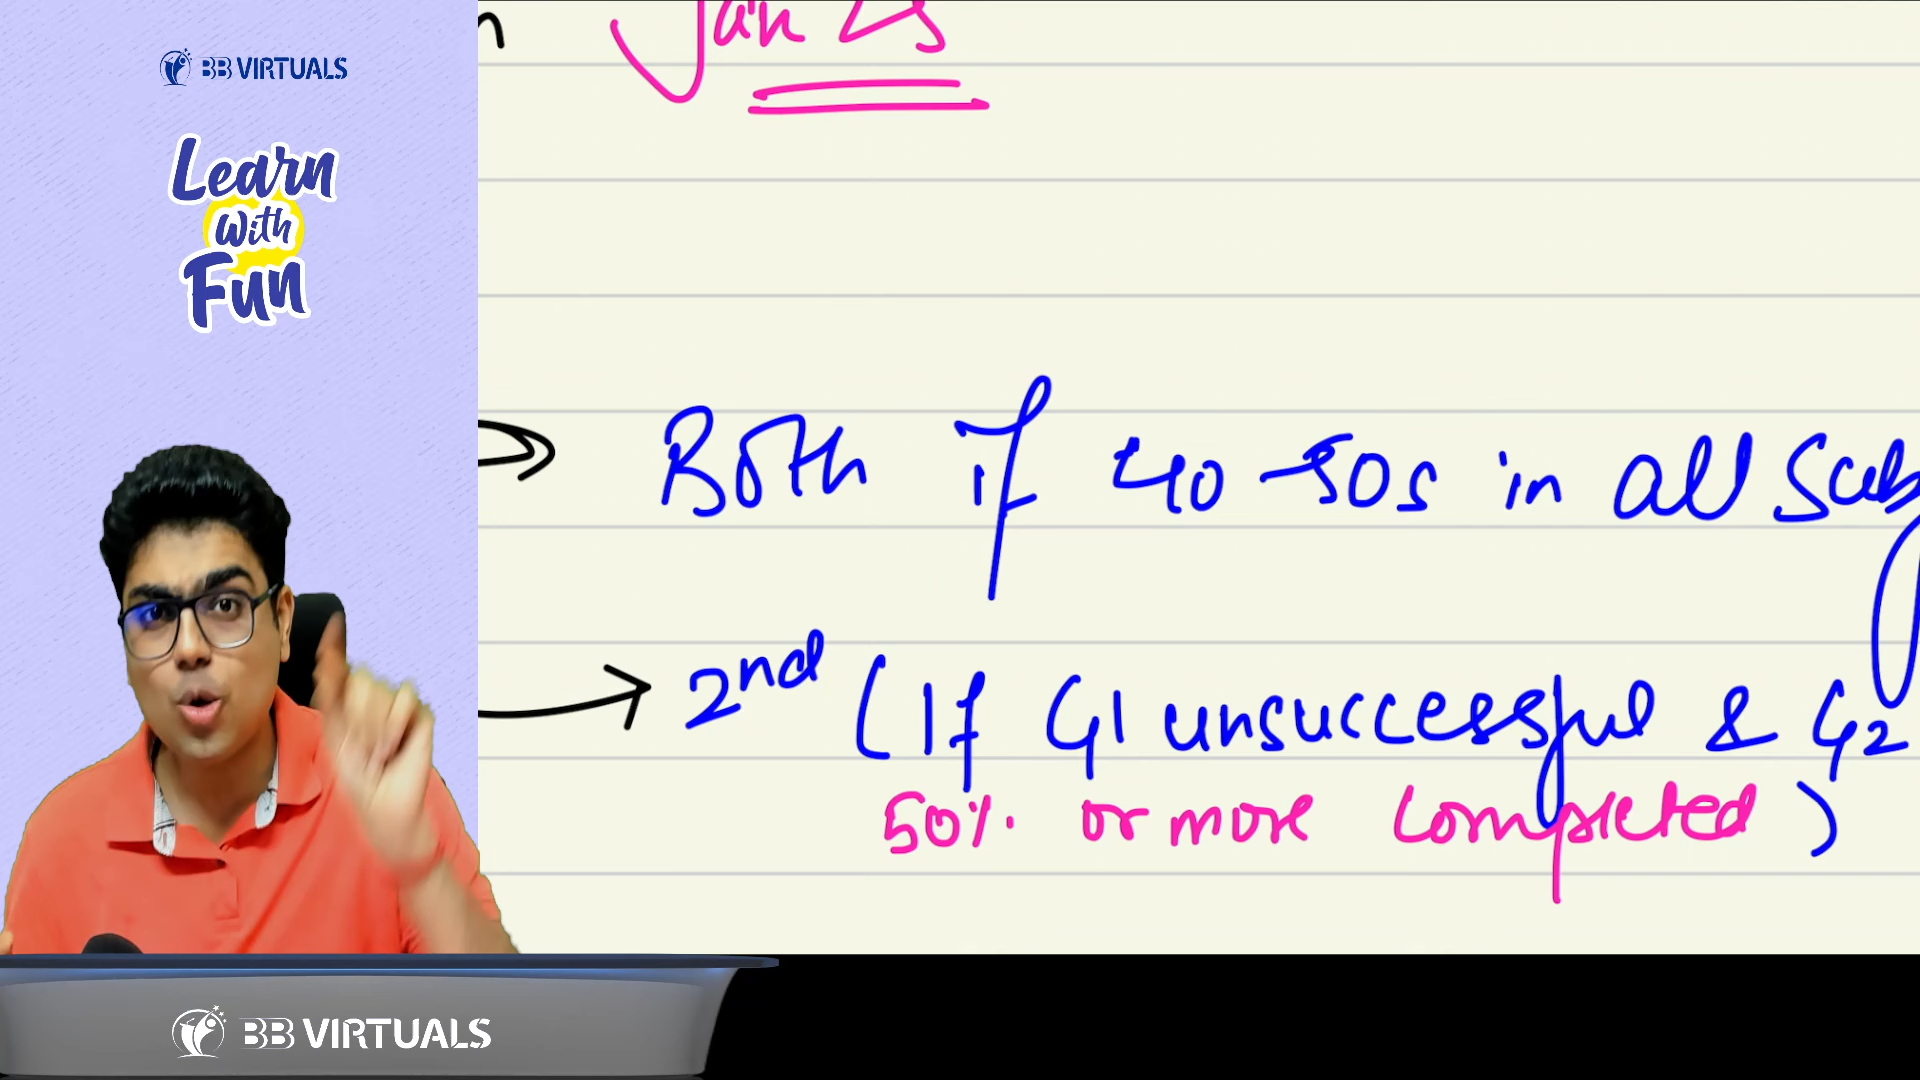 BB VIRTUALS
Learn
With
Fun
Jan 25
Both if 40-50s in all Sub
2nd (If G1 unsuccessful & G2
50% or more Completed)
BB VIRTUALS